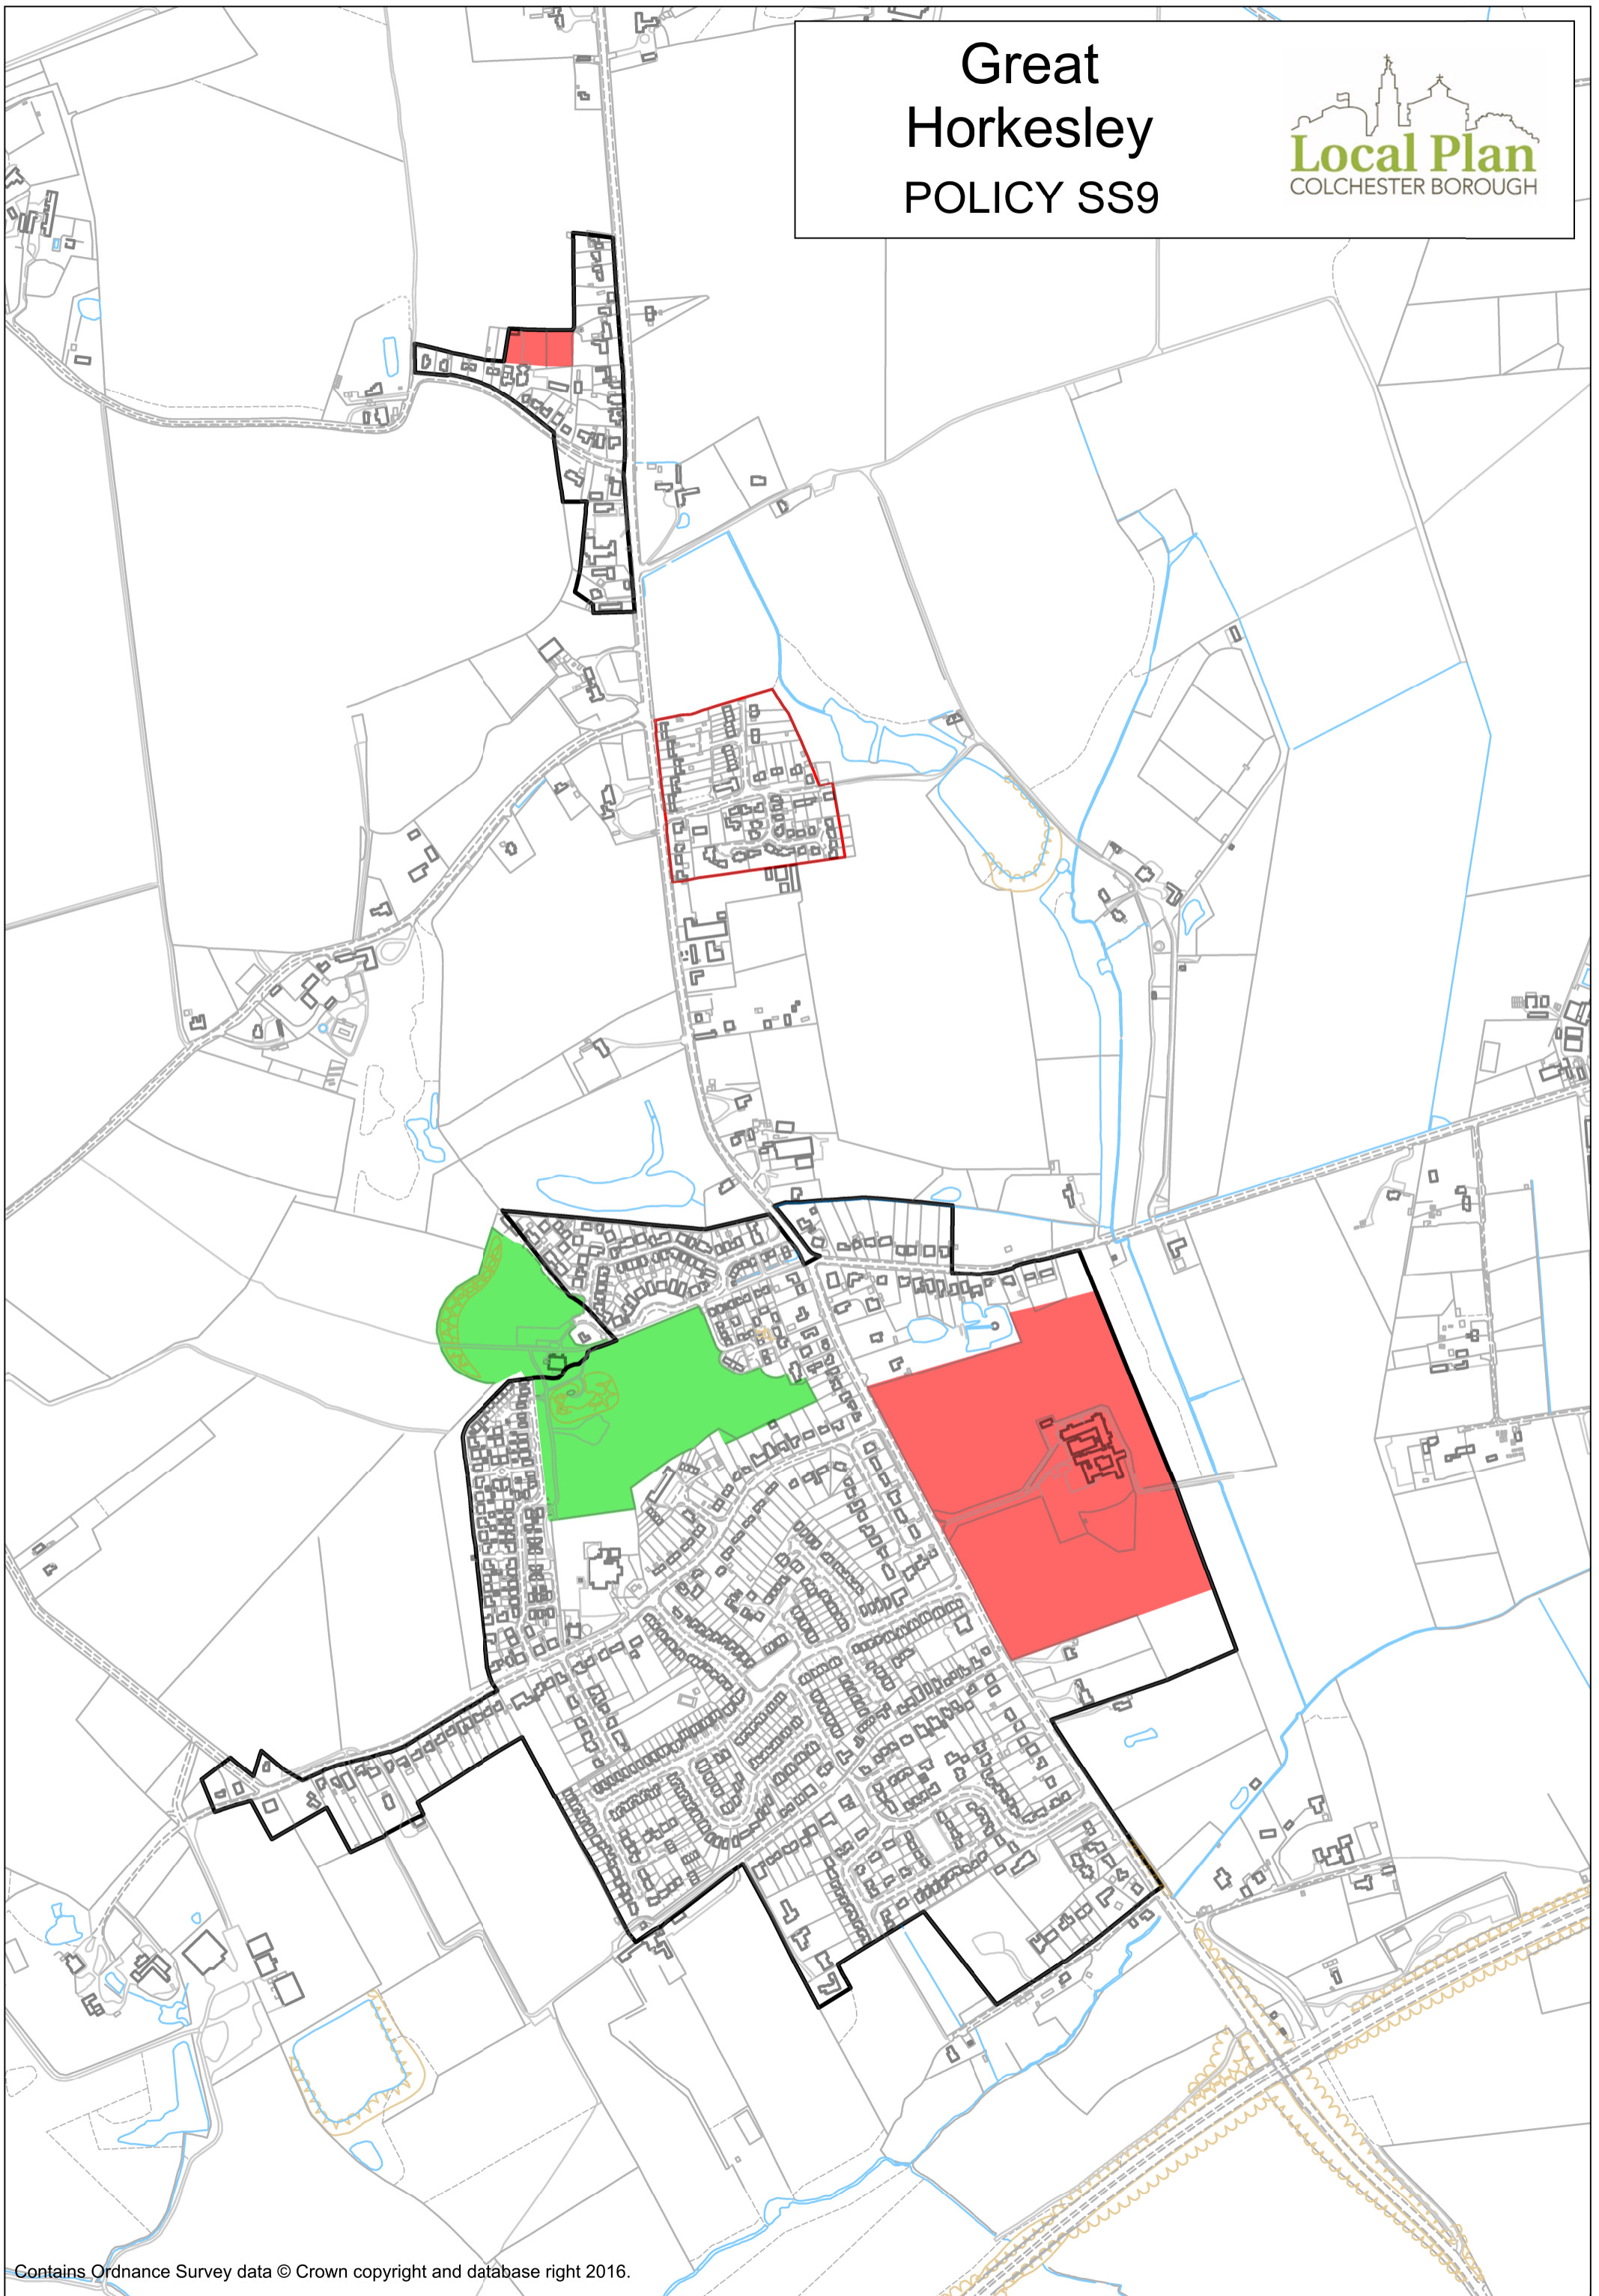 Great
Horkesley
POLICY SS9
Local Plan
COLCHESTER BOROUGH
Contains Ordnance Survey data © Crown copyright and database right 2016.